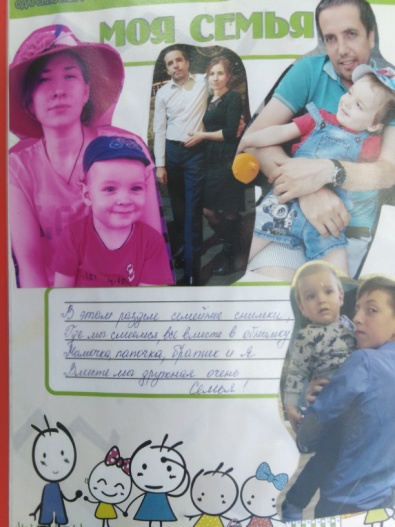 МОЯ СЕМЬЯ
В этом разделе семейные снимки,
Где мы смеёмся все вместе в обнимку
Мамочка, папочка, братик и Я
Вместе мы дружная очень
Семья!